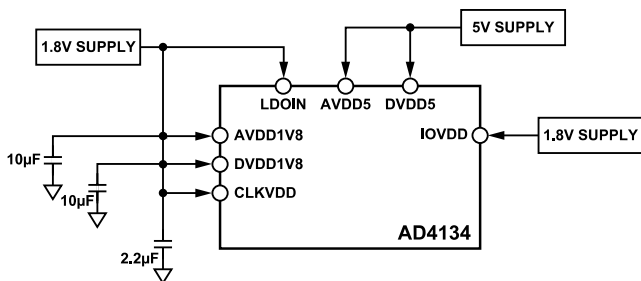 1.8V SUPPLY
5V SUPPLY
LDOIN
AVDD5
DVDD5
AVDD1V8
IOVDD
1.8V SUPPLY
10µF
DVDD1V8
10µF
CLKVDD
AD4134
2.2µF